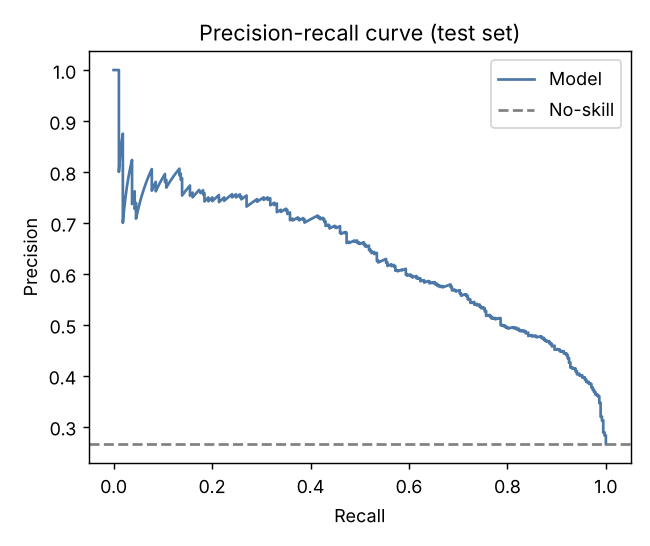 Precision-recall curve (test set)
Model
No-skill
Precision
1.0
0.9
0.8
0.7
0.6
0.5
0.4
0.3
0.0 0.2 0.4 0.6 0.8 1.0
Recall